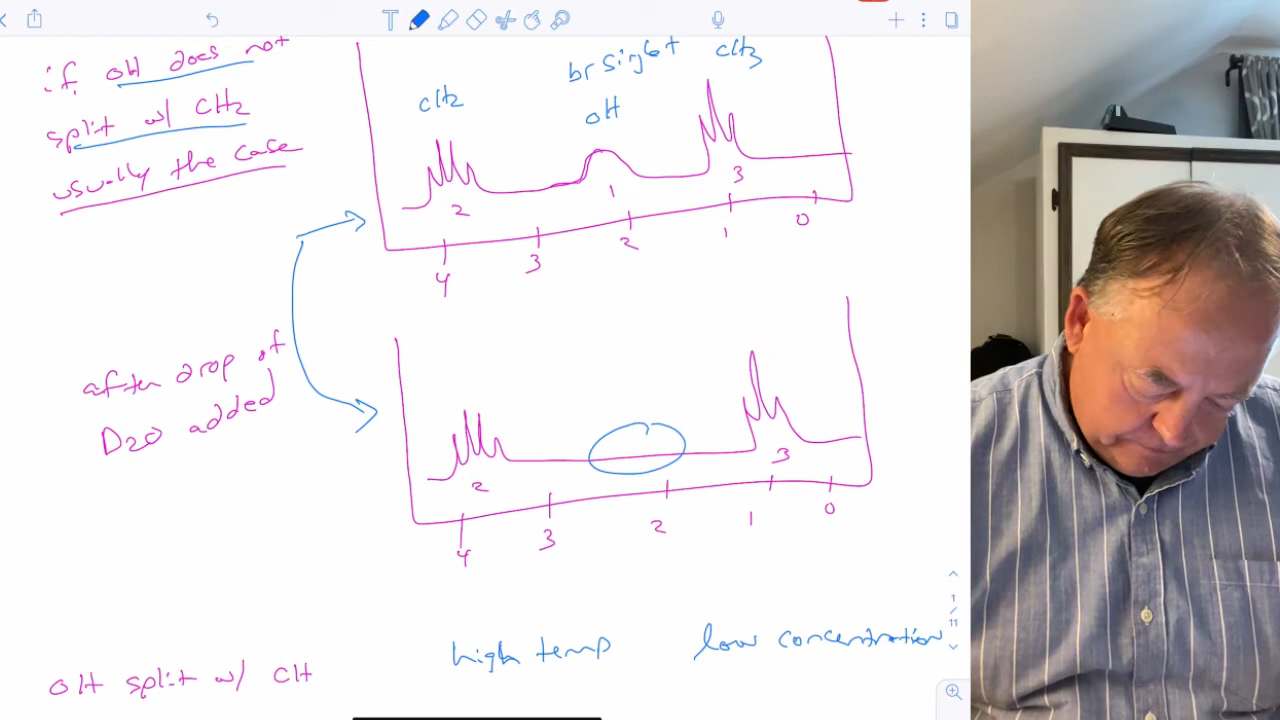 if OH does not
split w/ CH2
usually the case
CH2
br singlet
OH
CH3
2
1
3
4
3
2
1
0
after drop of
D2O added
2
3
4
3
2
1
0
high temp
low concentration
OH split w/ CH
T
1
/
11